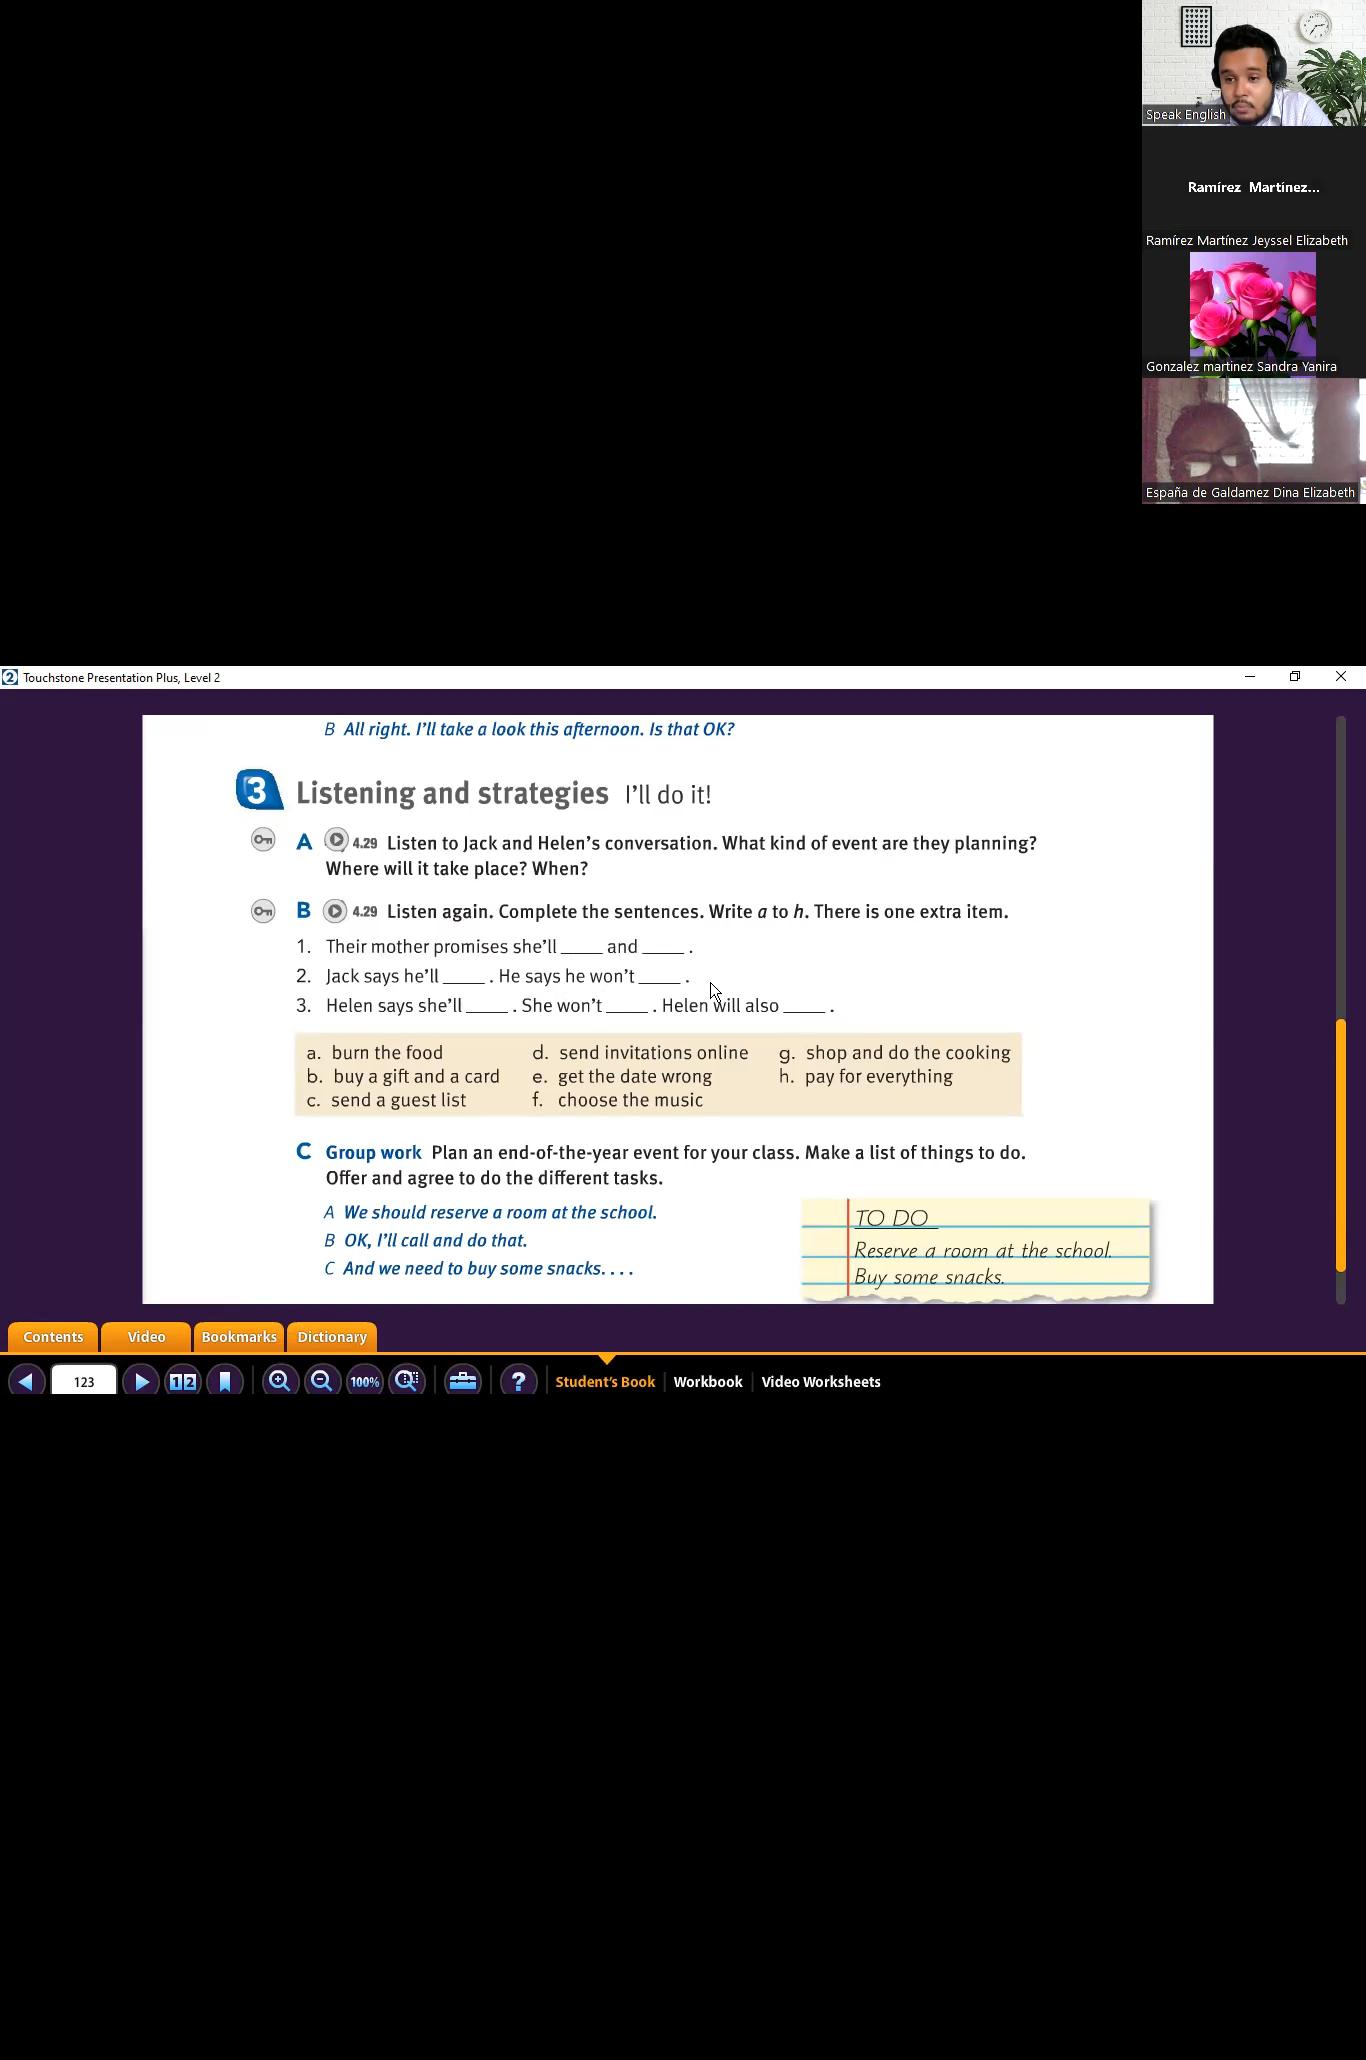 Speak English
Ramírez Martínez...
Ramírez Martínez Jeyssel Elizabeth
Gonzalez martinez Sandra Yanira
España de Galdamez Dina Elizabeth
2 Touchstone Presentation Plus, Level 2
B All right. I'll take a look this afternoon. Is that OK?
3 Listening and strategies I'll do it!
A 4.29 Listen to Jack and Helen's conversation. What kind of event are they planning?
Where will it take place? When?
B 4.29 Listen again. Complete the sentences. Write a to h. There is one extra item.
1. Their mother promises she'll ____ and ____ .
2. Jack says he'll ____ . He says he won't ____ .
3. Helen says she'll ____ . She won't ____ . Helen will also ____ .
a. burn the food d. send invitations online g. shop and do the cooking
b. buy a gift and a card e. get the date wrong h. pay for everything
c. send a guest list f. choose the music
C Group work Plan an end-of-the-year event for your class. Make a list of things to do.
Offer and agree to do the different tasks.
A We should reserve a room at the school.
B OK, I'll call and do that.
C And we need to buy some snacks. . . .
TO DO
Reserve a room at the school.
Buy some snacks.
Contents Video Bookmarks Dictionary
123 12 100% ? Student's Book Workbook Video Worksheets